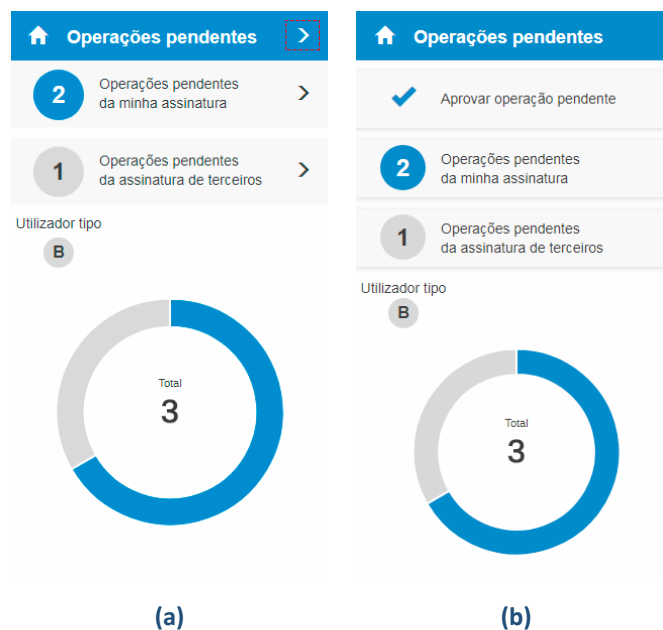 Operações pendentes
2
Operações pendentes
da minha assinatura
1
Operações pendentes
da assinatura de terceiros
Utilizador tipo
B
Total
3
(a)
Operações pendentes
Aprovar operação pendente
2
Operações pendentes
da minha assinatura
1
Operações pendentes
da assinatura de terceiros
Utilizador tipo
B
Total
3
(b)